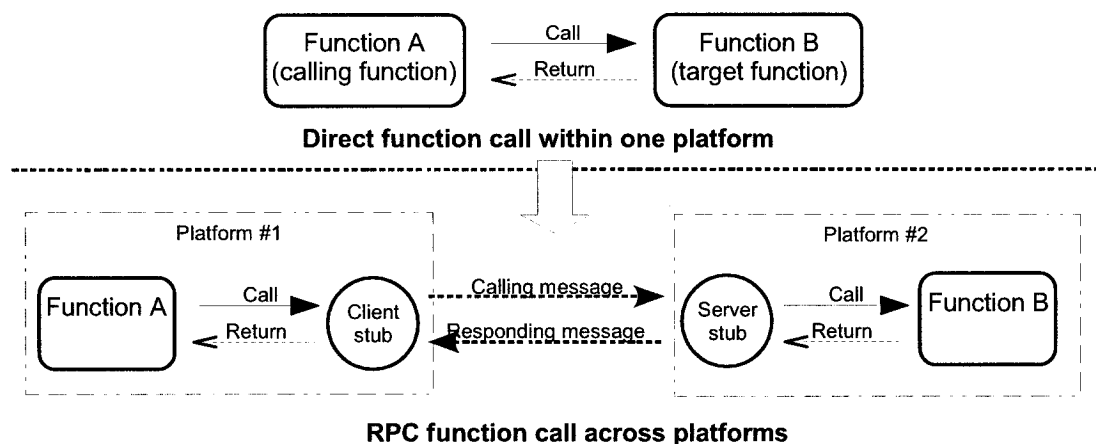 Function A
(calling function)
Call
Return
Function B
(target function)
Direct function call within one platform
Platform #1
Platform #2
Function A
Call
Return
Client
stub
Calling message
Responding message
Server
stub
Call
Return
Function B
RPC function call across platforms